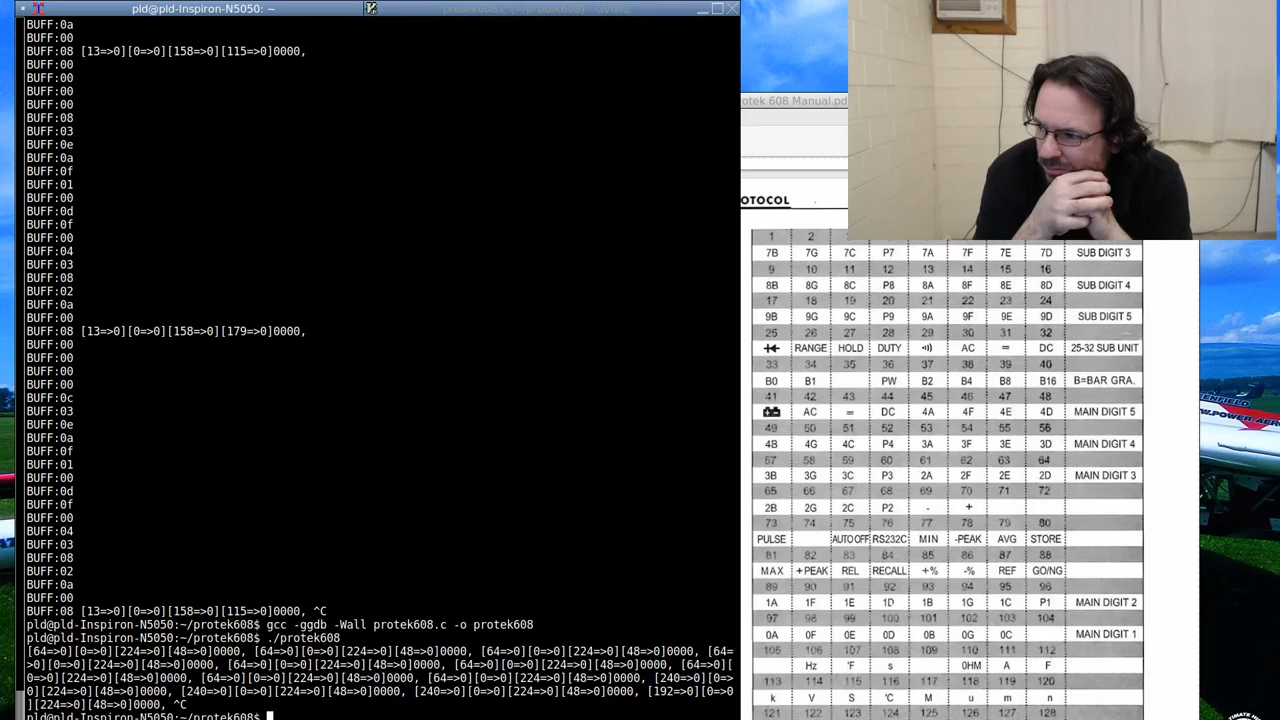 pld@pld-Inspiron-N5050: ~
protek608.c (~/protek608) - GVIM2
BUFF:0a
BUFF:00
BUFF:08 [13=>0][0=>0][158=>0][115=>0]0000,
BUFF:00
BUFF:00
BUFF:00
BUFF:00
BUFF:08
BUFF:03
BUFF:0e
BUFF:0a
BUFF:0f
BUFF:01
BUFF:00
BUFF:0d
BUFF:0f
BUFF:00
BUFF:04
BUFF:03
BUFF:08
BUFF:02
BUFF:0a
BUFF:00
BUFF:08 [13=>0][0=>0][158=>0][179=>0]0000,
BUFF:00
BUFF:00
BUFF:00
BUFF:00
BUFF:0c
BUFF:03
BUFF:0e
BUFF:0a
BUFF:0f
BUFF:01
BUFF:00
BUFF:0d
BUFF:0f
BUFF:00
BUFF:04
BUFF:03
BUFF:08
BUFF:02
BUFF:0a
BUFF:00
BUFF:08 [13=>0][0=>0][158=>0][115=>0]0000, ^C
pld@pld-Inspiron-N5050:~/protek608$ gcc -ggdb -Wall protek608.c -o protek608
pld@pld-Inspiron-N5050:~/protek608$ ./protek608
[64=>0][0=>0][224=>0][48=>0]0000, [64=>0][0=>0][224=>0][48=>0]0000, [64=>0][0=>0][224=>0][48=>0]0000, [64=
>0][0=>0][224=>0][48=>0]0000, [64=>0][0=>0][224=>0][48=>0]0000, [64=>0][0=>0][224=>0][48=>0]0000, [64=>0][
0=>0][224=>0][48=>0]0000, [64=>0][0=>0][224=>0][48=>0]0000, [64=>0][0=>0][224=>0][48=>0]0000, [240=>0][0=>
0][224=>0][48=>0]0000, [240=>0][0=>0][224=>0][48=>0]0000, [240=>0][0=>0][224=>0][48=>0]0000, [192=>0][0=>0
][224=>0][48=>0]0000, ^C
pld@pld-Inspiron-N5050:~/protek608$
otek 608 Manual.pd
OTOCOL
1 2
7B 7G 7C P7 7A 7F 7E 7D SUB DIGIT 3
9 10 11 12 13 14 15 16
8B 8G 8C P8 8A 8F 8E 8D SUB DIGIT 4
17 18 19 20 21 22 23 24
9B 9G 9C P9 9A 9F 9E 9D SUB DIGIT 5
25 26 27 28 29 30 31 32
RANGE HOLD DUTY AC = DC 25-32 SUB UNIT
33 34 35 36 37 38 39 40
B0 B1 PW B2 B4 B8 B16 B=BAR GRA.
41 42 43 44 45 46 47 48
AC = DC 4A 4F 4E 4D MAIN DIGIT 5
49 50 51 52 53 54 55 56
4B 4G 4C P4 3A 3F 3E 3D MAIN DIGIT 4
57 58 59 60 61 62 63 64
3B 3G 3C P3 2A 2F 2E 2D MAIN DIGIT 3
65 66 67 68 69 70 71 72
2B 2G 2C P2 - +
73 74 75 76 77 78 79 80
PULSE AUTO OFF RS232C MIN -PEAK AVG STORE
81 82 83 84 85 86 87 88
MAX +PEAK REL RECALL +% -% REF GO/NG
89 90 91 92 93 94 95 96
1A 1F 1E 1D 1B 1G 1C P1 MAIN DIGIT 2
97 98 99 100 101 102 103 104
0A 0F 0E 0D 0B 0G 0C MAIN DIGIT 1
105 106 107 108 109 110 111 112
Hz 'F s 0HM A F
113 114 115 116 117 118 119 120
k V S 'C M u m n
121 122 123 124 125 126 127 128